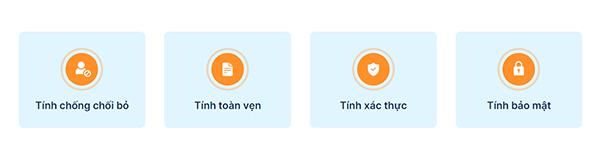 Tính chống chối bỏ
Tính toàn vẹn
Tính xác thực
Tính bảo mật